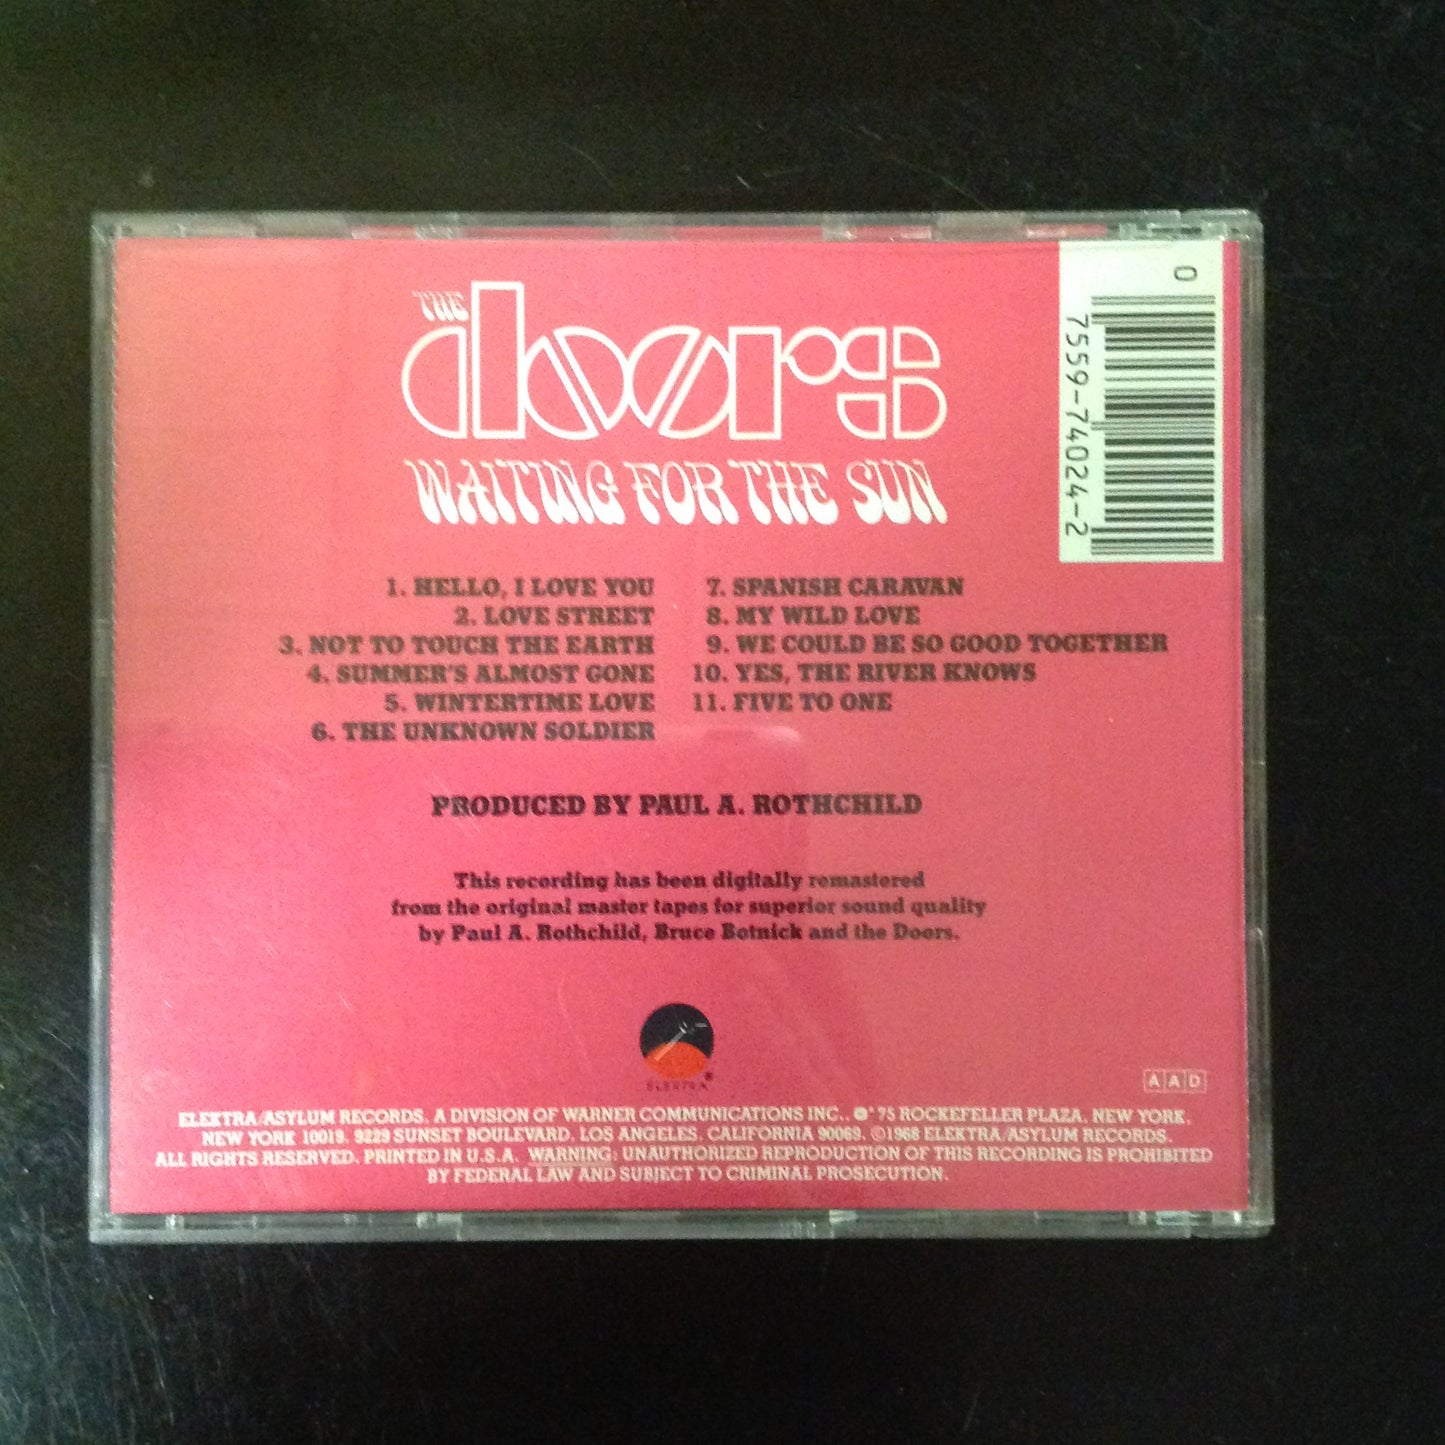 THE
doors
WAITING FOR THE SUN
0
7559-74024-2
1. HELLO, I LOVE YOU
2. LOVE STREET
3. NOT TO TOUCH THE EARTH
4. SUMMER'S ALMOST GONE
5. WINTERTIME LOVE
6. THE UNKNOWN SOLDIER
7. SPANISH CARAVAN
8. MY WILD LOVE
9. WE COULD BE SO GOOD TOGETHER
10. YES, THE RIVER KNOWS
11. FIVE TO ONE
PRODUCED BY PAUL A. ROTHCHILD
This recording has been digitally remastered
from the original master tapes for superior sound quality
by Paul A. Rothchild, Bruce Botnick and the Doors.
ELEKTRA
AAD
ELEKTRA/ASYLUM RECORDS. A DIVISION OF WARNER COMMUNICATIONS INC., 75 ROCKEFELLER PLAZA. NEW YORK,
NEW YORK 10019. 9229 SUNSET BOULEVARD. LOS ANGELES. CALIFORNIA 90069. ©1968 ELEKTRA/ASYLUM RECORDS.
ALL RIGHTS RESERVED. PRINTED IN U.S.A. WARNING: UNAUTHORIZED REPRODUCTION OF THIS RECORDING IS PROHIBITED
BY FEDERAL LAW AND SUBJECT TO CRIMINAL PROSECUTION.